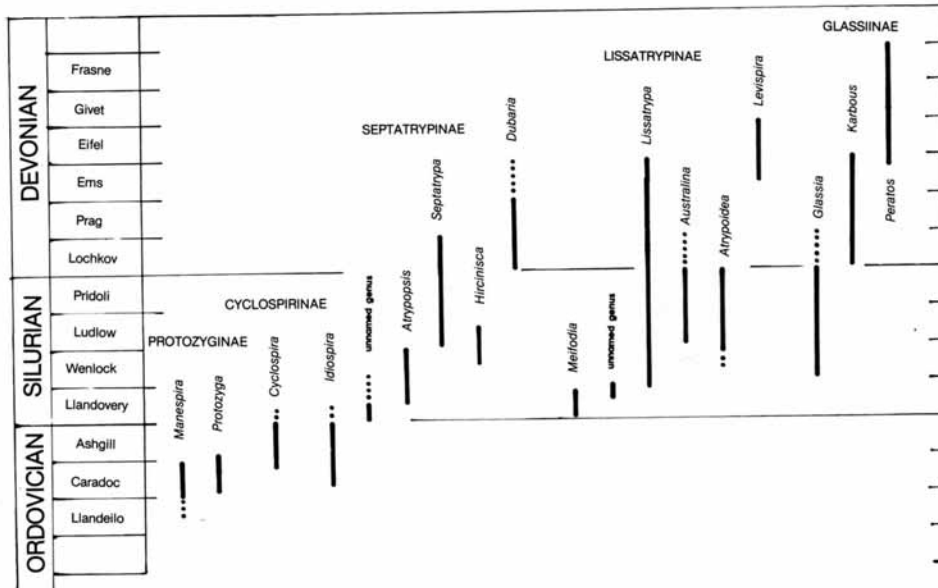 DEVONIAN
SILURIAN
ORDOVICIAN
Frasne
Givet
Eifel
Ems
Prag
Lochkov
Pridoli
Ludlow
Wenlock
Llandovery
Ashgill
Caradoc
Llandeilo
PROTOZYGINAE
Manespira
Protozyga
CYCLOSPIRINAE
Cyclospira
Idiospira
SEPTATRYPINAE
unnamed genus
Atrypopsis
Septatrypa
Hircinisca
Dubaria
LISSATRYPINAE
Meifodia
unnamed genus
Lissatrypa
Australina
Atrypoidea
Levispira
GLASSIINAE
Glassia
Karbous
Peratos